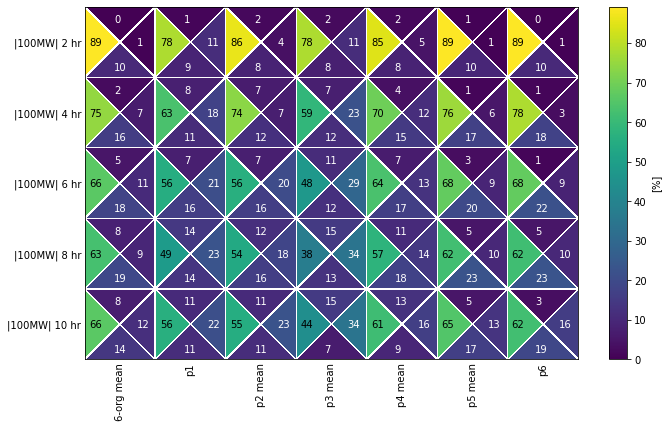 0 1 2 2 2 1 0
|100MW| 2 hr 89 1 78 11 86 4 78 11 85 5 89 1 89 1
10 9 8 8 8 10 10
2 8 7 7 4 1 1
|100MW| 4 hr 75 7 63 18 74 7 59 23 70 12 76 6 78 3
16 11 12 12 15 17 18
5 7 7 11 7 3 1
|100MW| 6 hr 66 11 56 21 56 20 48 29 64 13 68 9 68 9
18 16 16 12 17 20 22
8 14 12 15 11 5 5
|100MW| 8 hr 63 9 49 23 54 18 38 34 57 14 62 10 62 10
19 14 16 13 18 23 23
8 11 11 15 13 5 3
|100MW| 10 hr 66 12 56 22 55 23 44 34 61 16 65 13 62 16
14 11 11 7 9 17 19
6-org mean
p1
p2 mean
p3 mean
p4 mean
p5 mean
p6
80
70
60
50
40
30
20
10
0
[%]